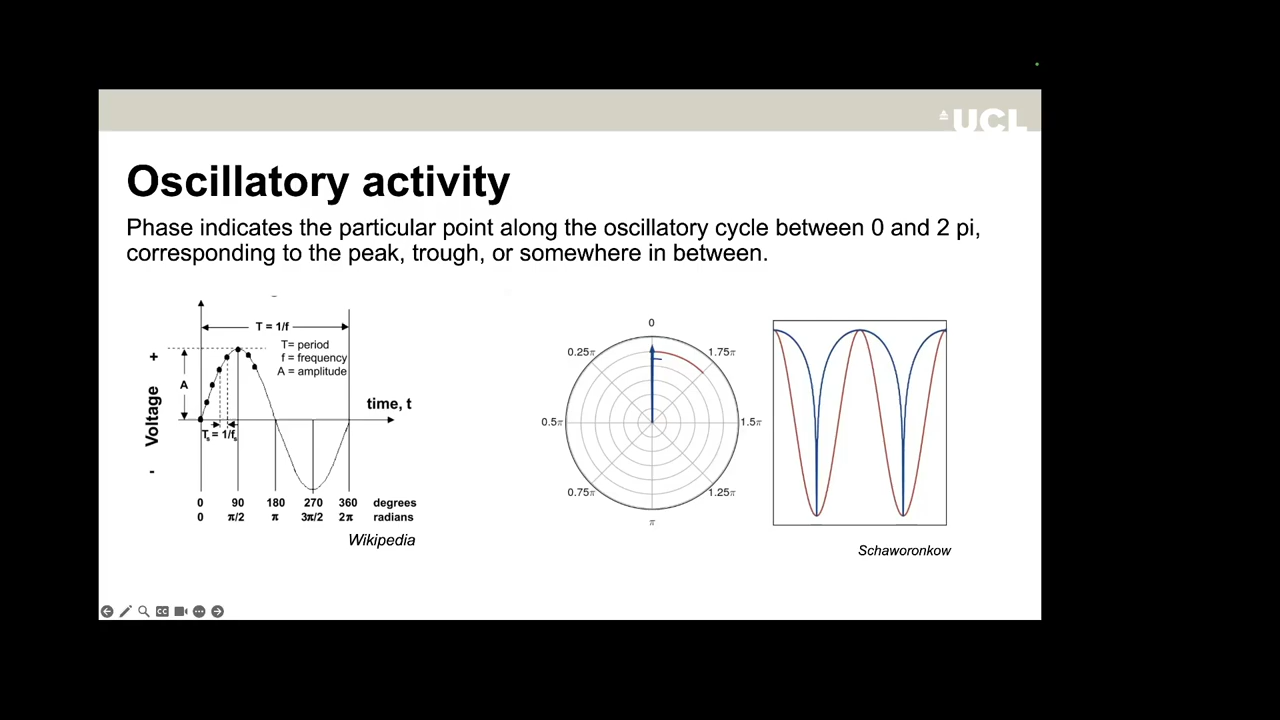 UCL
Oscillatory activity
Phase indicates the particular point along the oscillatory cycle between 0 and 2 pi,
corresponding to the peak, trough, or somewhere in between.
T = 1/f
T= period
f = frequency
A = amplitude
A
+
Voltage
-
time, t
Tₛ = 1/fₛ
0 90 180 270 360 degrees
0 π/2 π 3π/2 2π radians
Wikipedia
0
0.25π 1.75π
0.5π 1.5π
0.75π 1.25π
π
Schaworonkow
CC